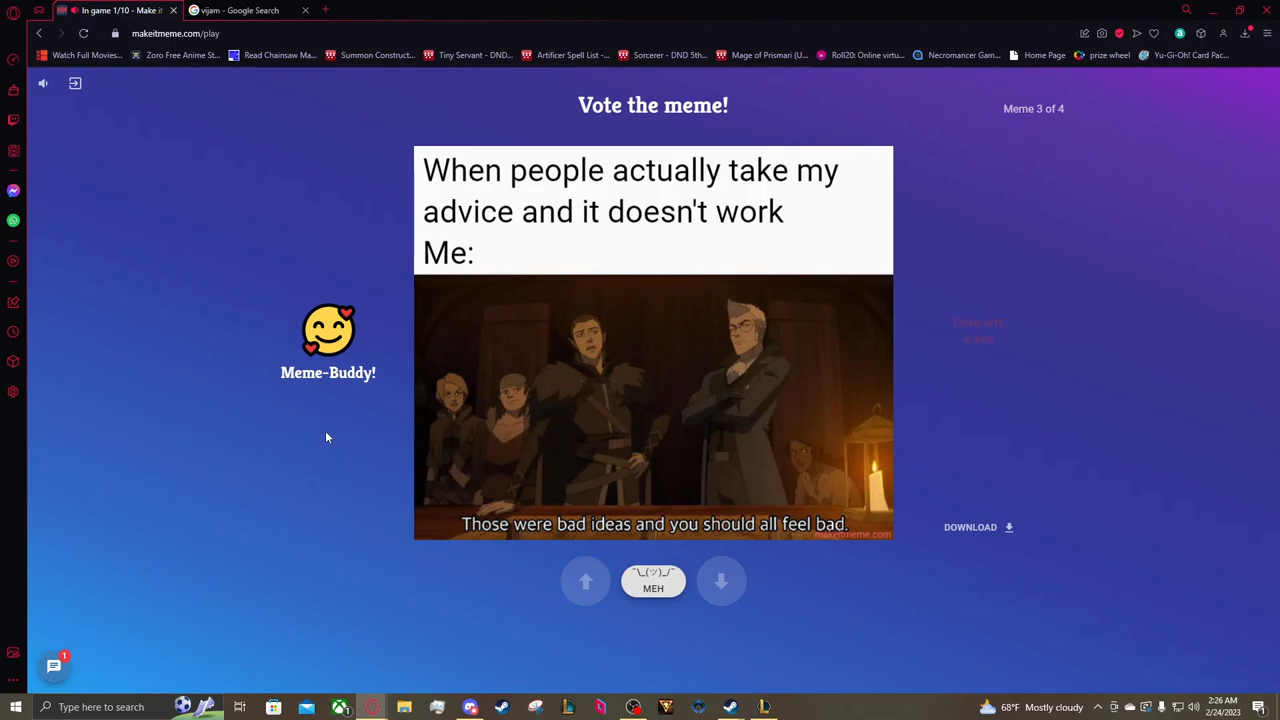 In game 1/10 - Make it
vijam - Google Search
makeitmeme.com/play
Watch Full Movies...
Zoro Free Anime St...
Read Chainsaw Ma...
Summon Construct...
Tiny Servant - DND...
Artificer Spell List -...
Sorcerer - DND 5th...
Mage of Prismari (U...
Roll20: Online virtu...
Necromancer Gam...
Home Page
prize wheel
Yu-Gi-Oh! Card Pac...
Vote the meme!
Meme 3 of 4
When people actually take my
advice and it doesn't work
Me:
Time left
Meme-Buddy!
Those were bad ideas and you should all feel bad.
makeitmeme.com
DOWNLOAD
¯\_(ツ)_/¯
MEH
1
Type here to search
68°F Mostly cloudy
2:26 AM
2/24/2023